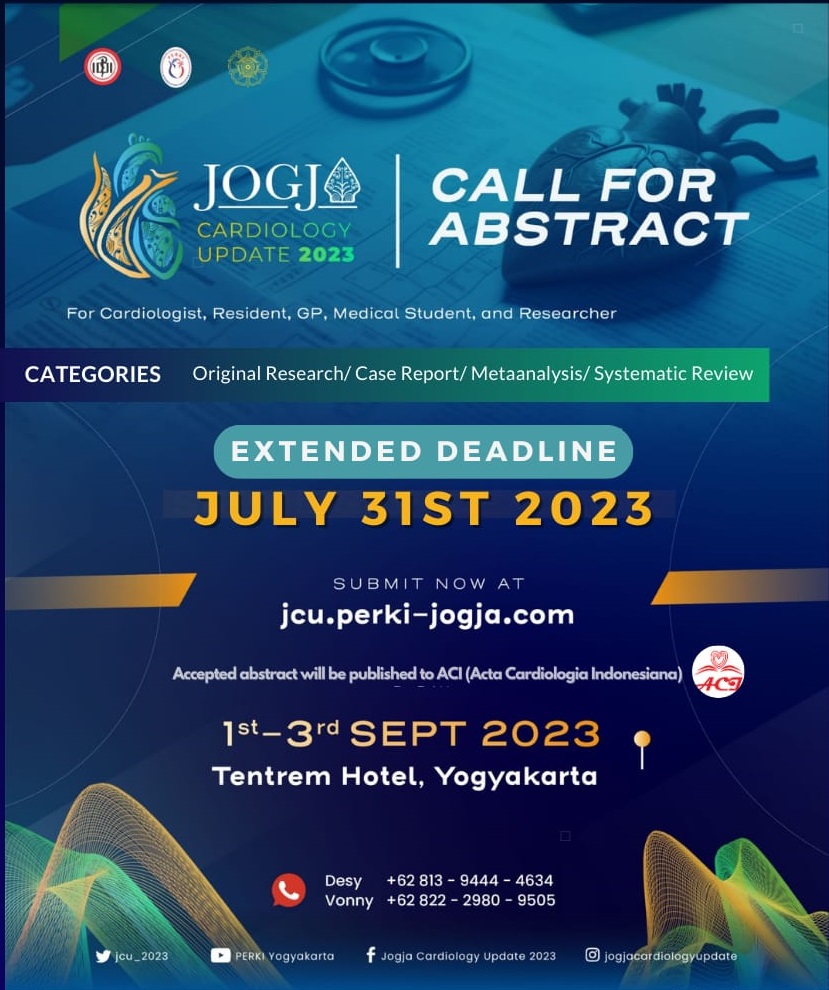 JOGJA
CARDIOLOGY
UPDATE 2023
CALL FOR
ABSTRACT
For Cardiologist, Resident, GP, Medical Student, and Researcher
CATEGORIES Original Research/ Case Report/ Metaanalysis/ Systematic Review
EXTENDED DEADLINE
JULY 31ST 2023
SUBMIT NOW AT
jcu.perki-jogja.com
Accepted abstract will be published to ACI (Acta Cardiologia Indonesiana)
ACI
1st-3rd SEPT 2023
Tentrem Hotel, Yogyakarta
Desy +62 813 - 9444 - 4634
Vonny +62 822 - 2980 - 9505
jcu_2023 PERKI Yogyakarta Jogja Cardiology Update 2023 jogjacardiologyupdate